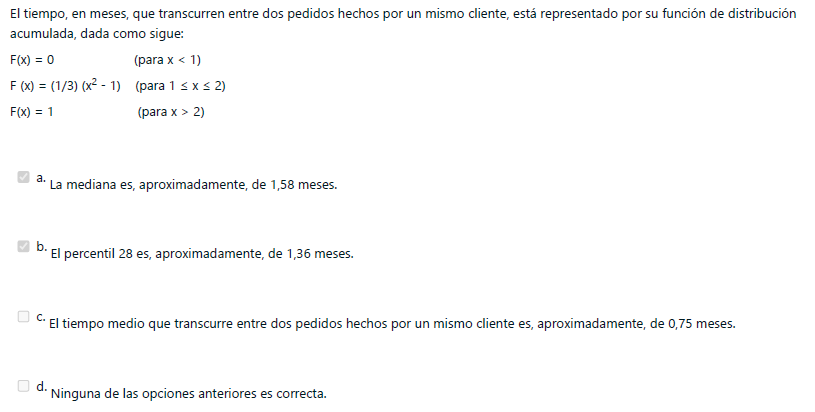 El tiempo, en meses, que transcurren entre dos pedidos hechos por un mismo cliente, está representado por su función de distribución
acumulada, dada como sigue:
F(x) = 0 (para x < 1)
F (x) = (1/3) (x² - 1) (para 1 ≤ x ≤ 2)
F(x) = 1 (para x > 2)
a. La mediana es, aproximadamente, de 1,58 meses.
b. El percentil 28 es, aproximadamente, de 1,36 meses.
c. El tiempo medio que transcurre entre dos pedidos hechos por un mismo cliente es, aproximadamente, de 0,75 meses.
d. Ninguna de las opciones anteriores es correcta.